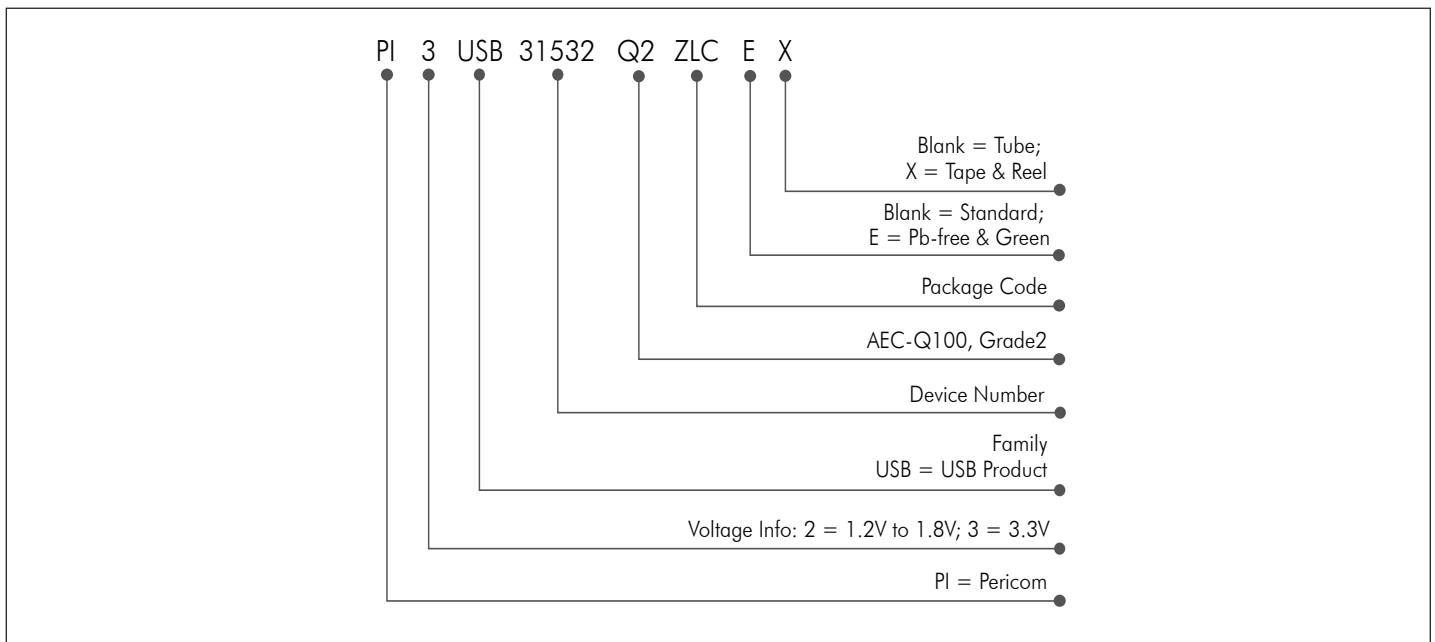 PI 3 USB 31532 Q2 ZLC E X
Blank = Tube;
X = Tape & Reel
Blank = Standard;
E = Pb-free & Green
Package Code
AEC-Q100, Grade2
Device Number
Family
USB = USB Product
Voltage Info: 2 = 1.2V to 1.8V; 3 = 3.3V
PI = Pericom